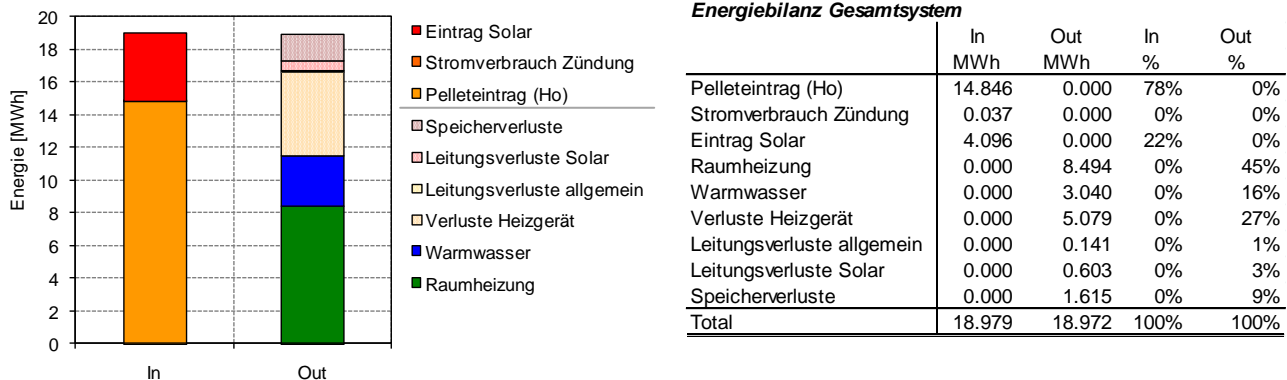 Energie [MWh]
20
18
16
14
12
10
8
6
4
2
0
In Out
Eintrag Solar
Stromverbrauch Zündung
Pelleteintrag (Ho)
Speicherverluste
Leitungsverluste Solar
Leitungsverluste allgemein
Verluste Heizgerät
Warmwasser
Raumheizung
Energiebilanz Gesamtsystem
In Out In Out
MWh MWh % %
Pelleteintrag (Ho) 14.846 0.000 78% 0%
Stromverbrauch Zündung 0.037 0.000 0% 0%
Eintrag Solar 4.096 0.000 22% 0%
Raumheizung 0.000 8.494 0% 45%
Warmwasser 0.000 3.040 0% 16%
Verluste Heizgerät 0.000 5.079 0% 27%
Leitungsverluste allgemein 0.000 0.141 0% 1%
Leitungsverluste Solar 0.000 0.603 0% 3%
Speicherverluste 0.000 1.615 0% 9%
Total 18.979 18.972 100% 100%